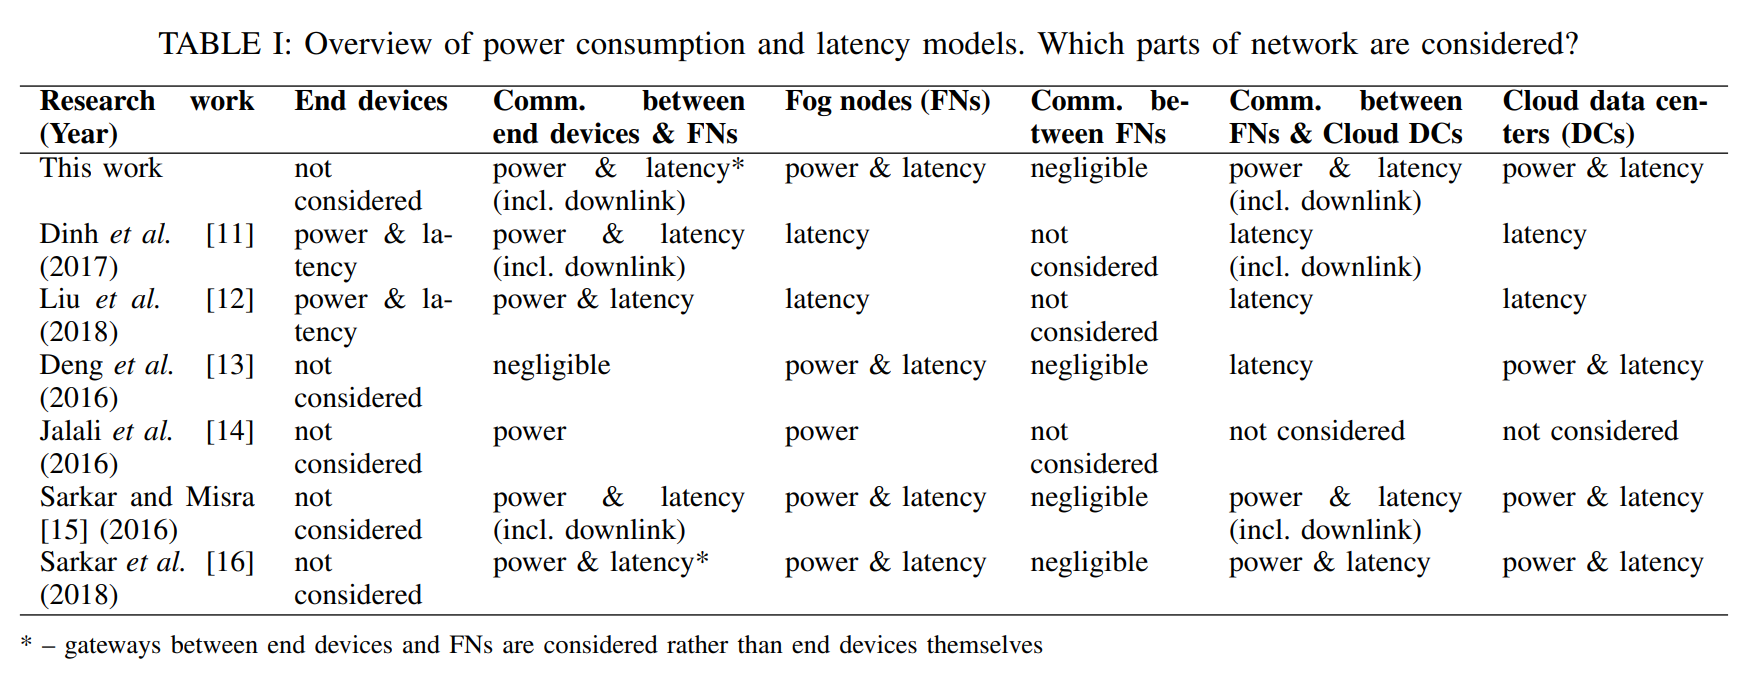 TABLE I: Overview of power consumption and latency models. Which parts of network are considered?
Research work (Year) | End devices | Comm. between end devices & FNs | Fog nodes (FNs) | Comm. be-tween FNs | Comm. between FNs & Cloud DCs | Cloud data cen-ters (DCs)
This work | not considered | power & latency* (incl. downlink) | power & latency | negligible | power & latency (incl. downlink) | power & latency
Dinh et al. [11] (2017) | power & la-tency | power & latency (incl. downlink) | latency | not considered | latency (incl. downlink) | latency
Liu et al. [12] (2018) | power & la-tency | power & latency | latency | not considered | latency | latency
Deng et al. [13] (2016) | not considered | negligible | power & latency | negligible | latency | power & latency
Jalali et al. [14] (2016) | not considered | power | power | not considered | not considered | not considered
Sarkar and Misra [15] (2016) | not considered | power & latency (incl. downlink) | power & latency | negligible | power & latency (incl. downlink) | power & latency
Sarkar et al. [16] (2018) | not considered | power & latency* | power & latency | negligible | power & latency | power & latency
* – gateways between end devices and FNs are considered rather than end devices themselves